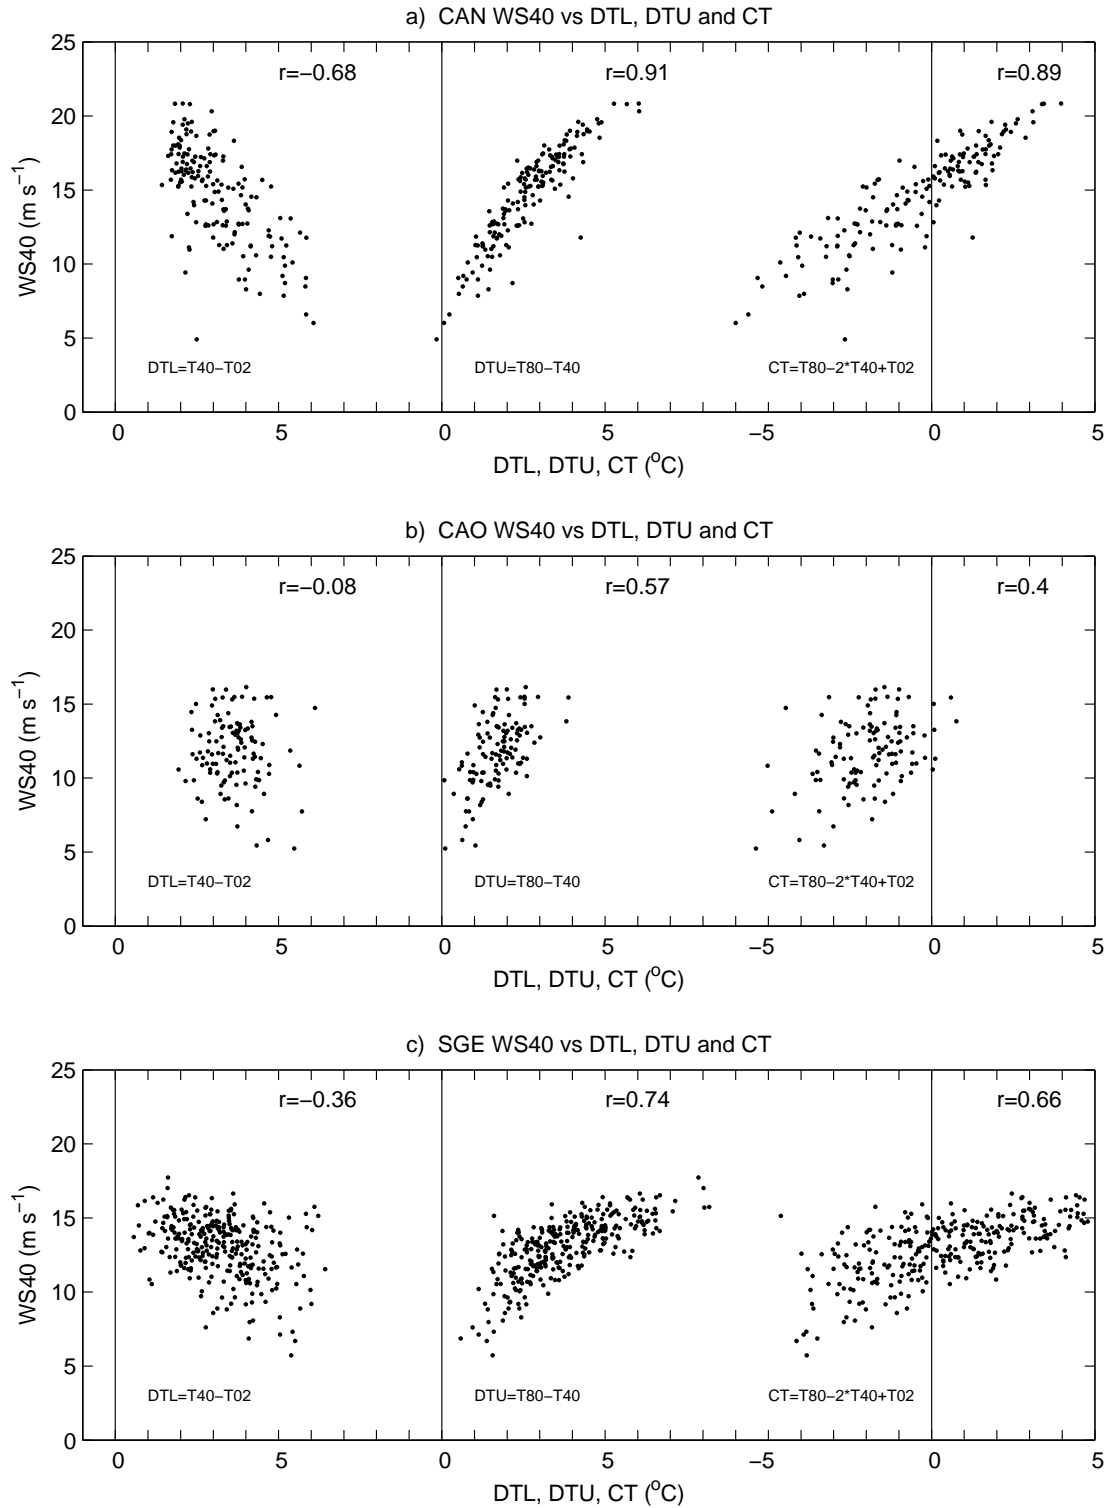 a) CAN WS40 vs DTL, DTU and CT
25
20
15
10
5
0
WS40 (m s⁻¹)
r=−0.68
r=0.91
r=0.89
DTL=T40−T02
DTU=T80−T40
CT=T80−2*T40+T02
0 5 0 5 −5 0 5
DTL, DTU, CT (°C)
b) CAO WS40 vs DTL, DTU and CT
25
20
15
10
5
0
WS40 (m s⁻¹)
r=−0.08
r=0.57
r=0.4
DTL=T40−T02
DTU=T80−T40
CT=T80−2*T40+T02
0 5 0 5 −5 0 5
DTL, DTU, CT (°C)
c) SGE WS40 vs DTL, DTU and CT
25
20
15
10
5
0
WS40 (m s⁻¹)
r=−0.36
r=0.74
r=0.66
DTL=T40−T02
DTU=T80−T40
CT=T80−2*T40+T02
0 5 0 5 −5 0 5
DTL, DTU, CT (°C)